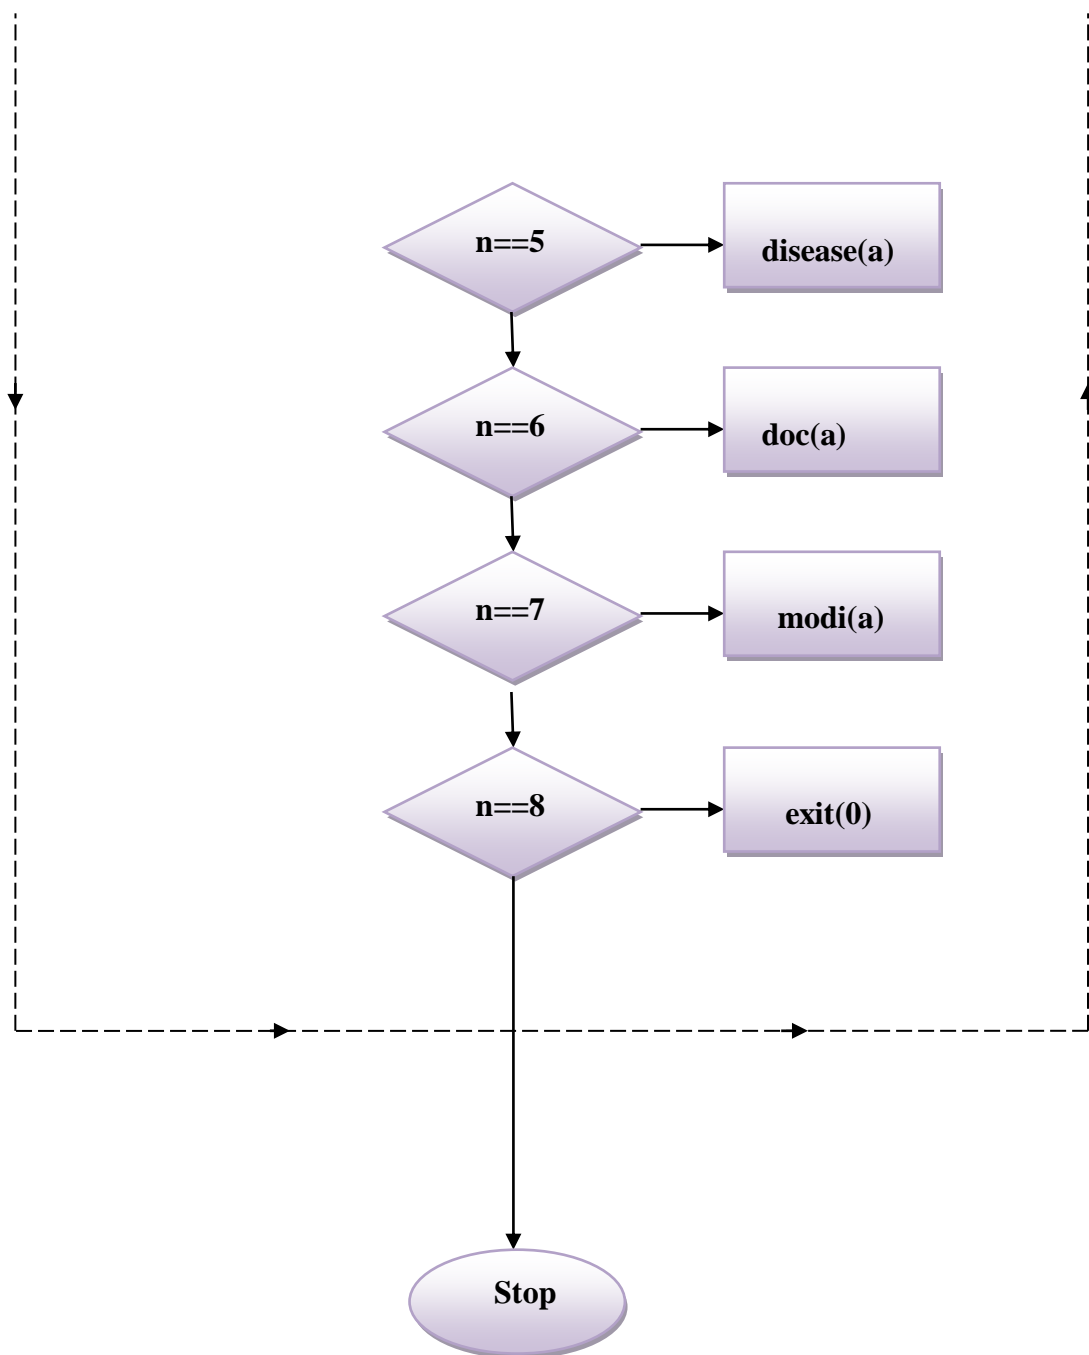 n==5
disease(a)
n==6
doc(a)
n==7
modi(a)
n==8
exit(0)
Stop